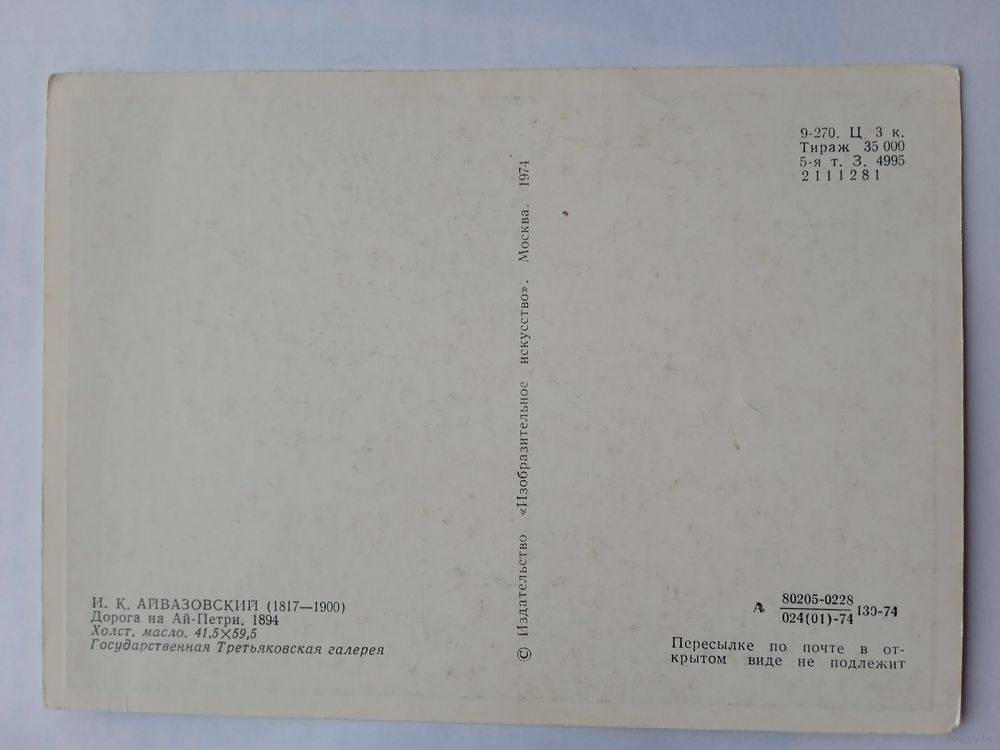 9-270. Ц. 3 к.
Тираж 35 000
5-я т. З. 4995
2111281
© Издательство «Изобразительное искусство». Москва. 1974
И. К. АЙВАЗОВСКИЙ (1817—1900)
Дорога на Ай-Петри. 1894
Холст, масло. 41,5×59,5
Государственная Третьяковская галерея
А 80205-0228
024(01)-74 130-74
Пересылке по почте в от-
крытом виде не подлежит